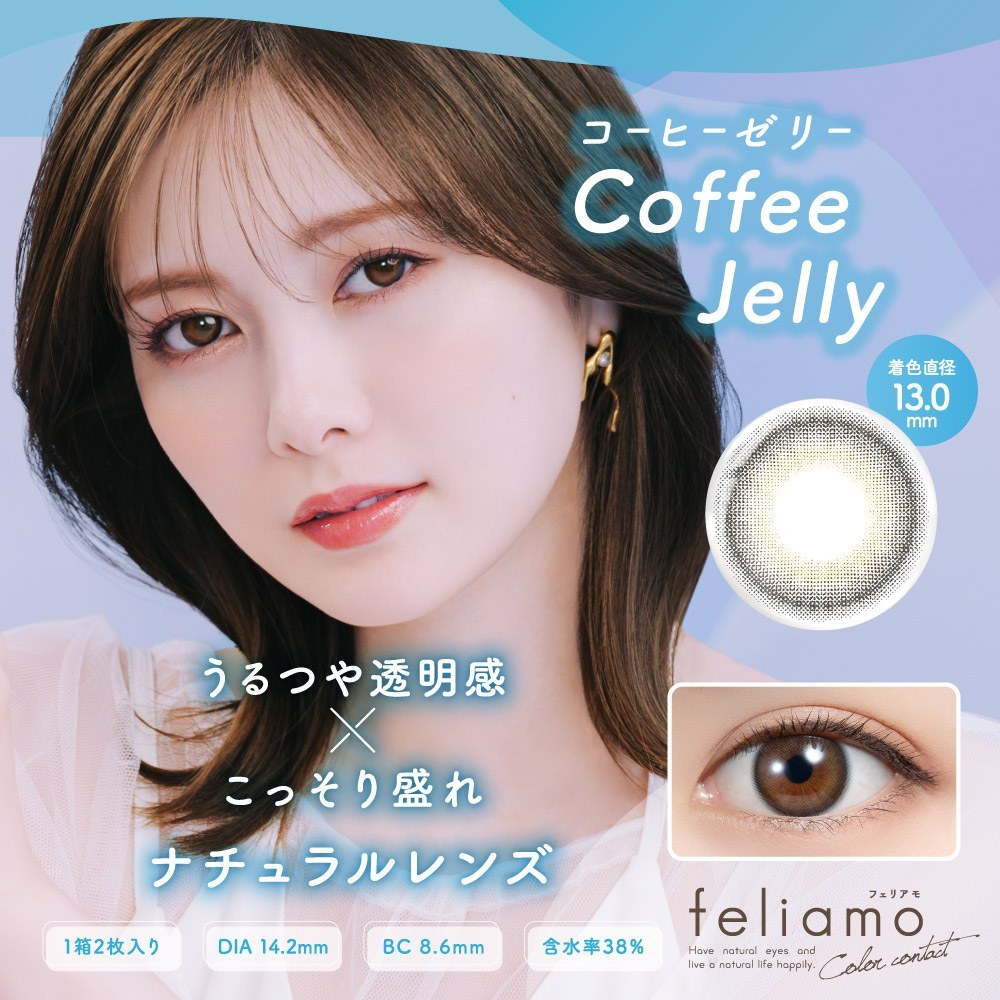 コーヒーゼリー
Coffee
Jelly
着色直径
13.0
mm
うるつや透明感
×
こっそり盛れ
ナチュラルレンズ
1箱2枚入り
DIA 14.2mm
BC 8.6mm
含水率38%
フェリアモ
feliamo
Have natural eyes and
live a natural life happily.
Color contact